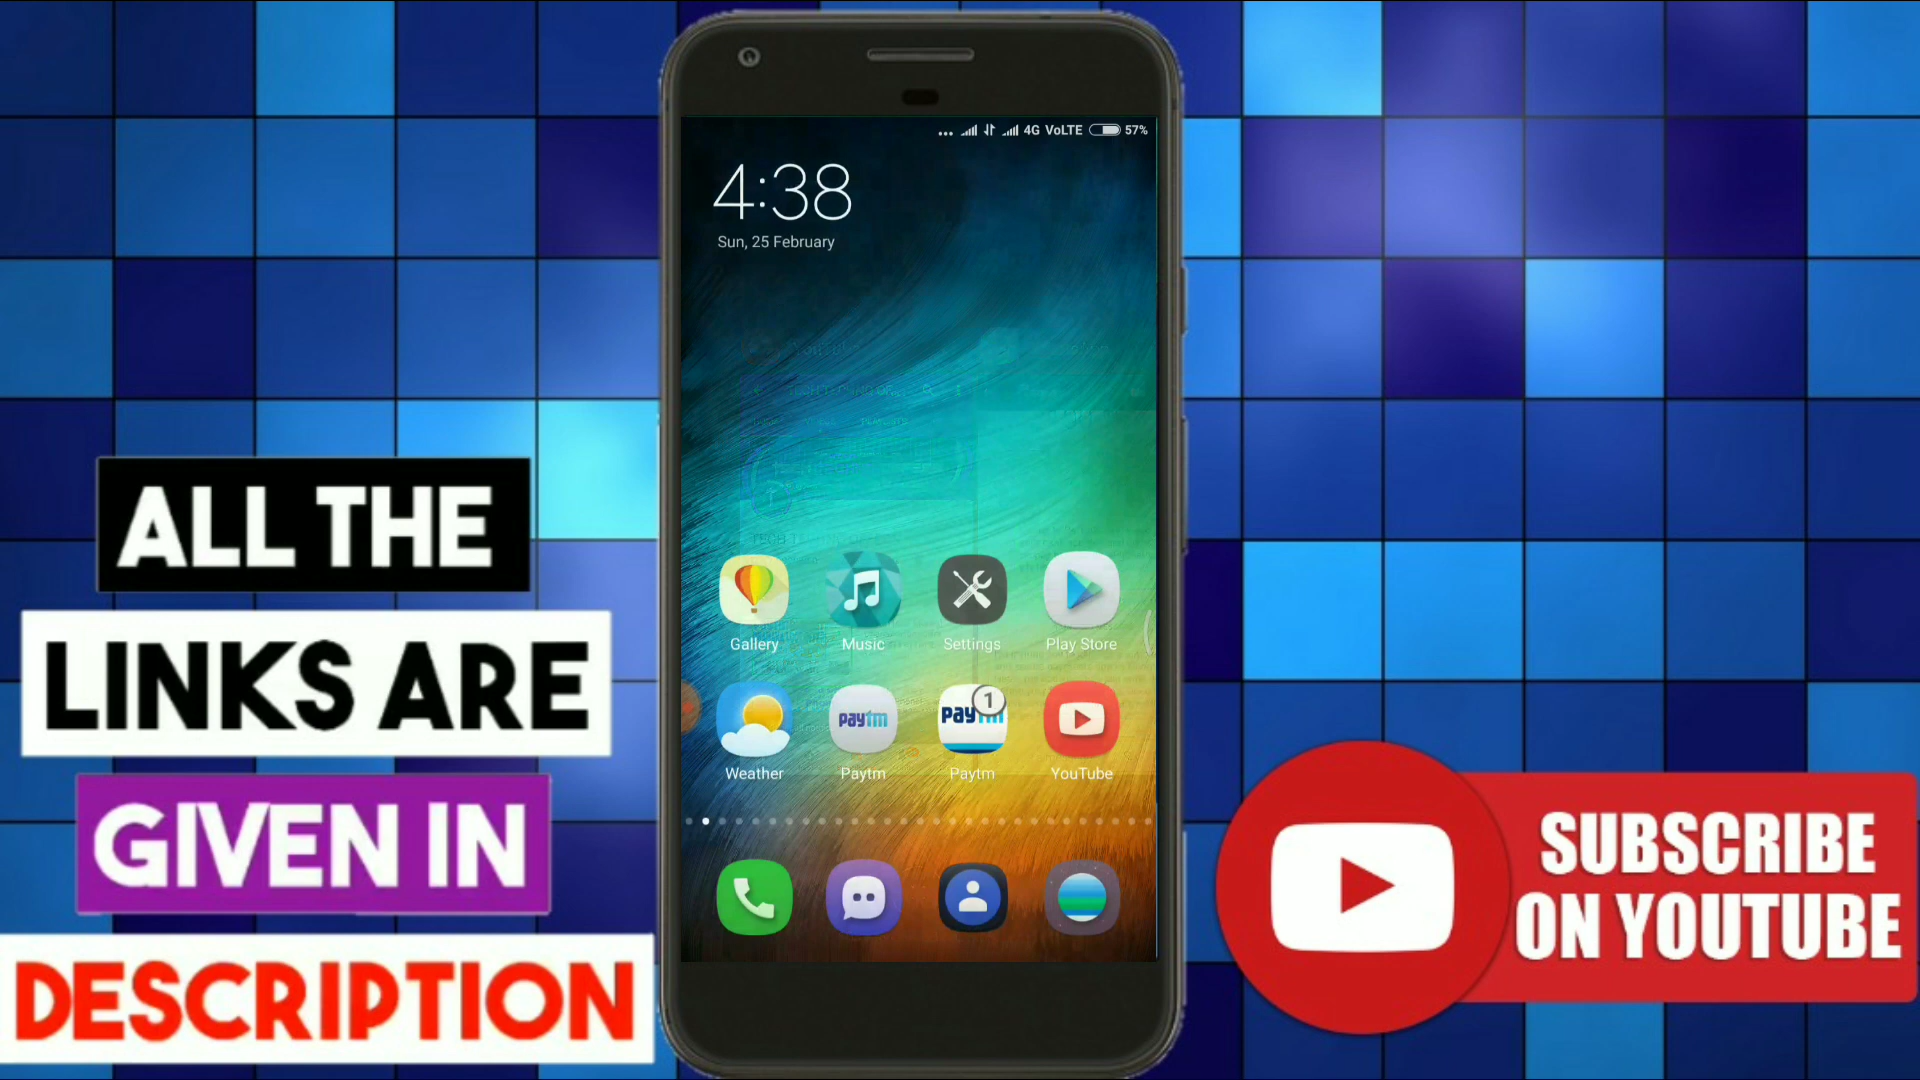 ALL THE
LINKS ARE
GIVEN IN
DESCRIPTION
4G VoLTE 57%
4:38
Sun, 25 February
Gallery
Music
Settings
Play Store
paytm
paytm
1
Weather
Paytm
Paytm
YouTube
SUBSCRIBE
ON YOUTUBE